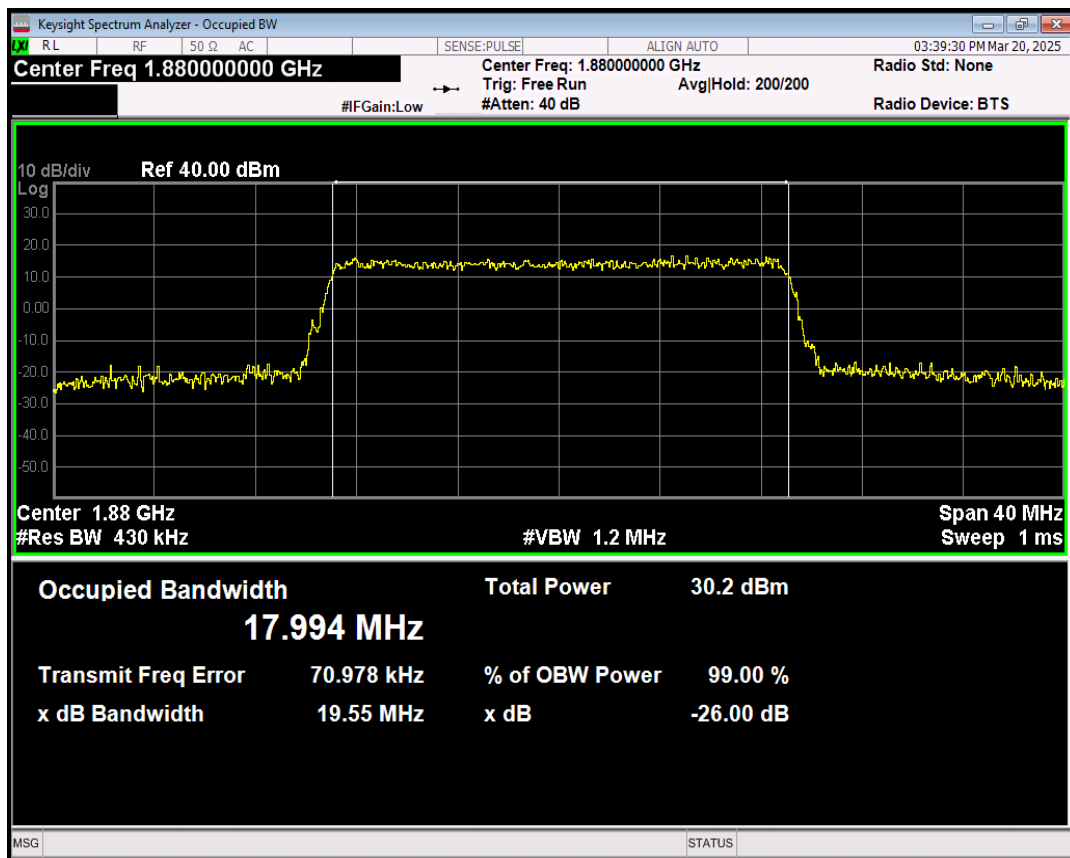 Keysight Spectrum Analyzer - Occupied BW
LXI RL RF 50 Ω AC SENSE:PULSE ALIGN AUTO 03:39:30 PM Mar 20, 2025
Center Freq 1.880000000 GHz
Center Freq: 1.880000000 GHz
Radio Std: None
Trig: Free Run Avg|Hold: 200/200
#IFGain:Low #Atten: 40 dB Radio Device: BTS
10 dB/div Ref 40.00 dBm
Log
30.0
20.0
10.0
0.00
-10.0
-20.0
-30.0
-40.0
-50.0
Center 1.88 GHz Span 40 MHz
#Res BW 430 kHz #VBW 1.2 MHz Sweep 1 ms
Occupied Bandwidth Total Power 30.2 dBm
17.994 MHz
Transmit Freq Error 70.978 kHz % of OBW Power 99.00 %
x dB Bandwidth 19.55 MHz x dB -26.00 dB
MSG STATUS